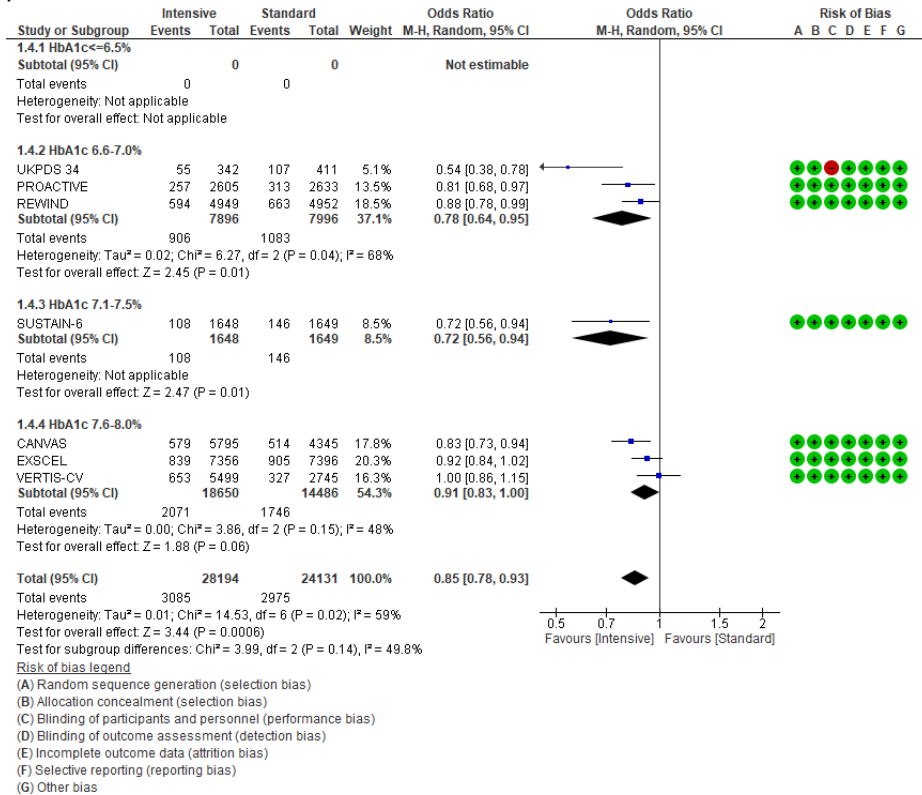 Intensive Standard Odds Ratio Odds Ratio Risk of Bias
Study or Subgroup Events Total Events Total Weight M-H, Random, 95% CI M-H, Random, 95% CI A B C D E F G
1.4.1 HbA1c<=6.5%
Subtotal (95% CI) 0 0 Not estimable
Total events 0 0
Heterogeneity: Not applicable
Test for overall effect: Not applicable
1.4.2 HbA1c 6.6-7.0%
UKPDS 34 55 342 107 411 5.1% 0.54 [0.38, 0.78] + + - + + + +
PROACTIVE 257 2605 313 2633 13.5% 0.81 [0.68, 0.97] + + + + + + +
REWIND 594 4949 663 4952 18.5% 0.88 [0.78, 0.99] + + + + + + +
Subtotal (95% CI) 7896 7996 37.1% 0.78 [0.64, 0.95]
Total events 906 1083
Heterogeneity: Tau² = 0.02; Chi² = 6.27, df = 2 (P = 0.04); I² = 68%
Test for overall effect: Z = 2.45 (P = 0.01)
1.4.3 HbA1c 7.1-7.5%
SUSTAIN-6 108 1648 146 1649 8.5% 0.72 [0.56, 0.94] + + + + + + +
Subtotal (95% CI) 1648 1649 8.5% 0.72 [0.56, 0.94]
Total events 108 146
Heterogeneity: Not applicable
Test for overall effect: Z = 2.47 (P = 0.01)
1.4.4 HbA1c 7.6-8.0%
CANVAS 579 5795 514 4345 17.8% 0.83 [0.73, 0.94] + + + + + + +
EXSCEL 839 7356 905 7396 20.3% 0.92 [0.84, 1.02] + + + + + + +
VERTIS-CV 653 5499 327 2745 16.3% 1.00 [0.86, 1.15] + + + + + + +
Subtotal (95% CI) 18650 14486 54.3% 0.91 [0.83, 1.00]
Total events 2071 1746
Heterogeneity: Tau² = 0.00; Chi² = 3.86, df = 2 (P = 0.15); I² = 48%
Test for overall effect: Z = 1.88 (P = 0.06)
Total (95% CI) 28194 24131 100.0% 0.85 [0.78, 0.93]
Total events 3085 2975
Heterogeneity: Tau² = 0.01; Chi² = 14.53, df = 6 (P = 0.02); I² = 59%
Test for overall effect: Z = 3.44 (P = 0.0006)
Test for subgroup differences: Chi² = 3.99, df = 2 (P = 0.14), I² = 49.8%
0.5 0.7 1 1.5 2
Favours [Intensive] Favours [Standard]
Risk of bias legend
(A) Random sequence generation (selection bias)
(B) Allocation concealment (selection bias)
(C) Blinding of participants and personnel (performance bias)
(D) Blinding of outcome assessment (detection bias)
(E) Incomplete outcome data (attrition bias)
(F) Selective reporting (reporting bias)
(G) Other bias